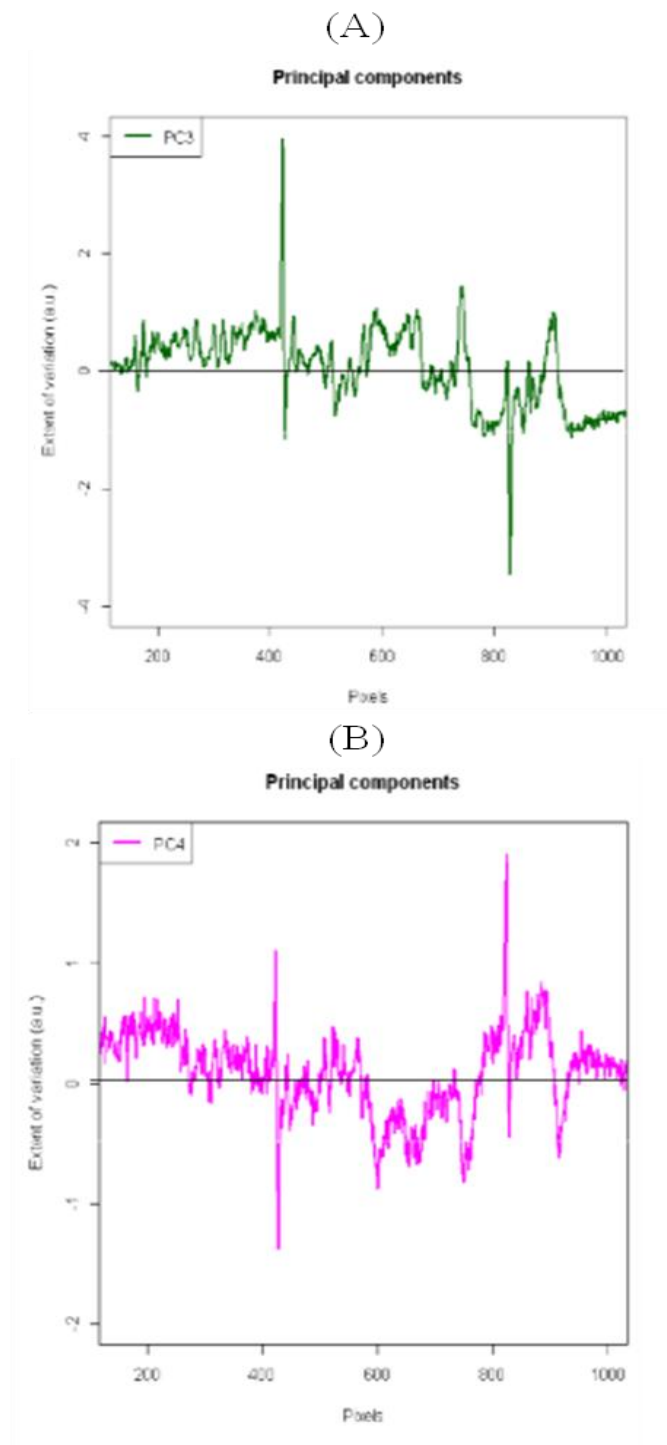 (A)
Principal components
PC3
Extent of variation (a.u.)
4
2
0
-2
-4
200 400 600 800 1000
Pixels
(B)
Principal components
PC4
Extent of variation (a.u.)
2
1
0
-1
-2
200 400 600 800 1000
Pixels